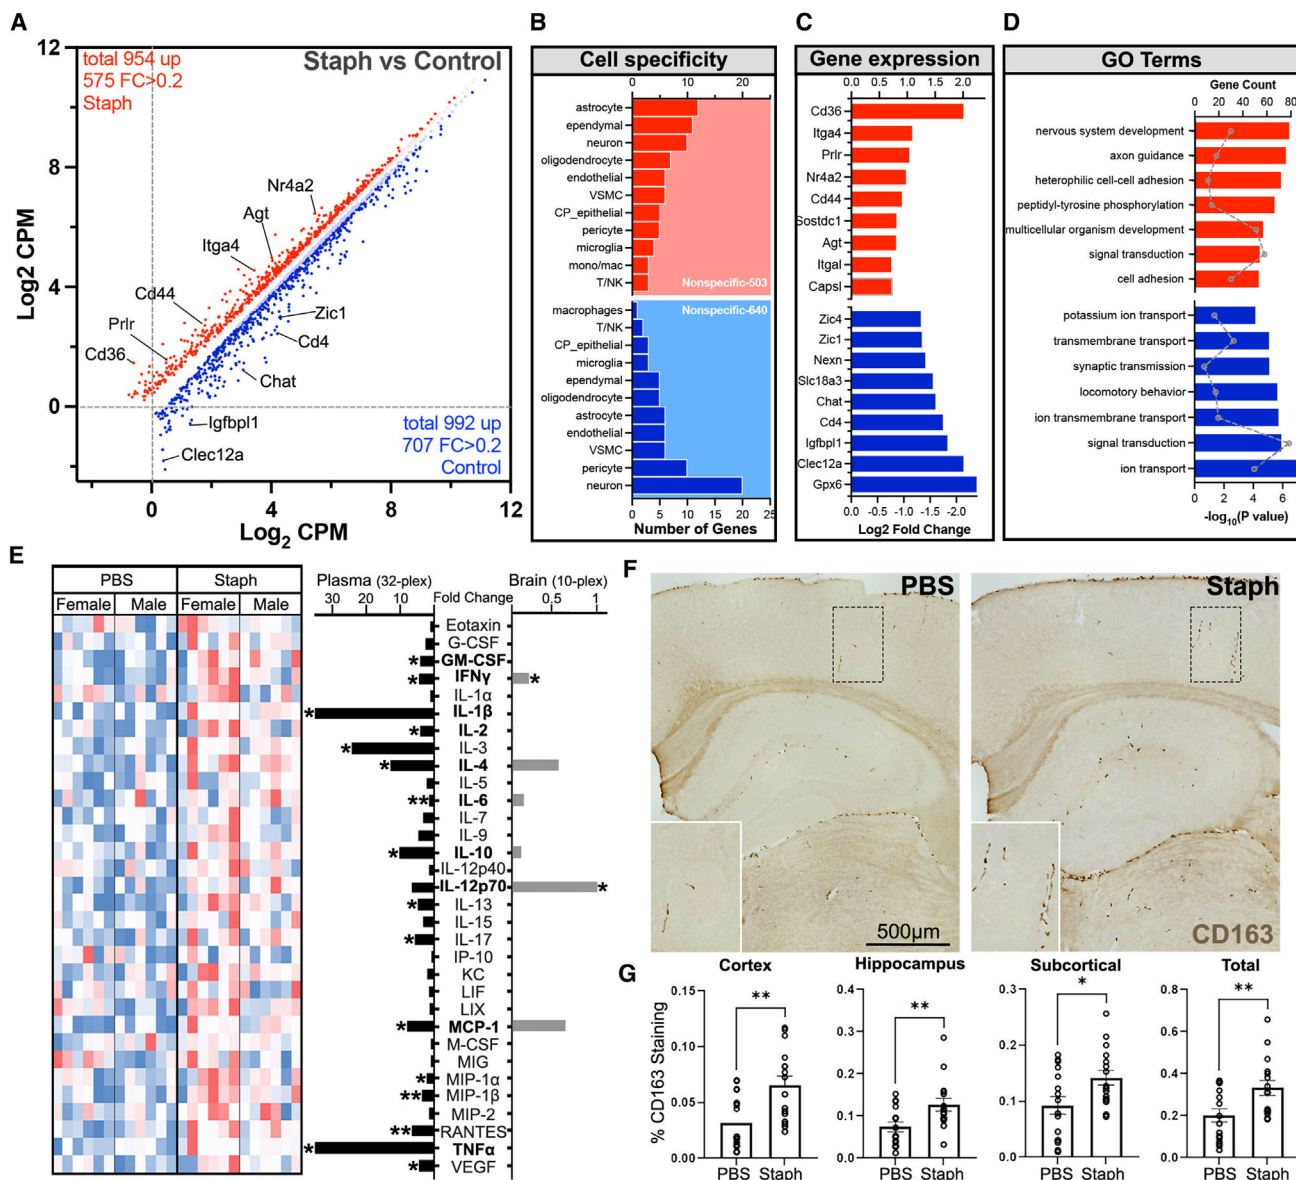 A
12
8
4
0
0
4
8
12
Log2 CPM
Log2 CPM
total 954 up
575 FC>0.2
Staph
Staph vs Control
Nr4a2
Agt
Itga4
Cd44
Prlr
Cd36
Zic1
Cd4
Chat
Igfbpl1
Clec12a
total 992 up
707 FC>0.2
Control
B
Cell specificity
0 10 20
astrocyte
ependymal
neuron
oligodendrocyte
endothelial
VSMC
CP_epithelial
pericyte
microglia
mono/mac
T/NK
Nonspecific-503
macrophages
Nonspecific-640
T/NK
CP_epithelial
microglia
ependymal
oligodendrocyte
astrocyte
endothelial
VSMC
pericyte
neuron
0 5 10 15 20 25
Number of Genes
C
Gene expression
0.0 0.5 1.0 1.5 2.0
Cd36
Itga4
Prlr
Nr4a2
Cd44
Sostdc1
Agt
Itgal
Capsl
Zic4
Zic1
Nexn
Slc18a3
Chat
Cd4
Igfbpl1
Clec12a
Gpx6
0.0 -0.5 -1.0 -1.5 -2.0
Log2 Fold Change
D
GO Terms
Gene Count
0 20 40 60 80
nervous system development
axon guidance
heterophilic cell-cell adhesion
peptidyl-tyrosine phosphorylation
multicellular organism development
signal transduction
cell adhesion
potassium ion transport
transmembrane transport
synaptic transmission
locomotory behavior
ion transmembrane transport
signal transduction
ion transport
0 2 4 6
-log10(P value)
E
PBS
Staph
Female
Male
Female
Male
Plasma (32-plex)
Brain (10-plex)
30 20 10
Fold Change
0.5 1
Eotaxin
G-CSF
* GM-CSF
* IFNγ *
IL-1α
* IL-1β
* IL-2
* IL-3
* IL-4
IL-5
** IL-6
IL-7
IL-9
* IL-10
IL-12p40
IL-12p70 *
* IL-13
IL-15
* IL-17
IP-10
KC
LIF
LIX
* MCP-1
M-CSF
MIG
* MIP-1α
** MIP-1β
MIP-2
** RANTES
* TNFα
* VEGF
F
PBS
500μm
Staph
CD163
G
% CD163 Staining
Cortex
0.15
0.10
0.05
0.00
**
PBS Staph
Hippocampus
0.4
0.3
0.2
0.1
0.0
**
PBS Staph
Subcortical
0.3
0.2
0.1
0.0
*
PBS Staph
Total
0.8
0.6
0.4
0.2
0.0
**
PBS Staph